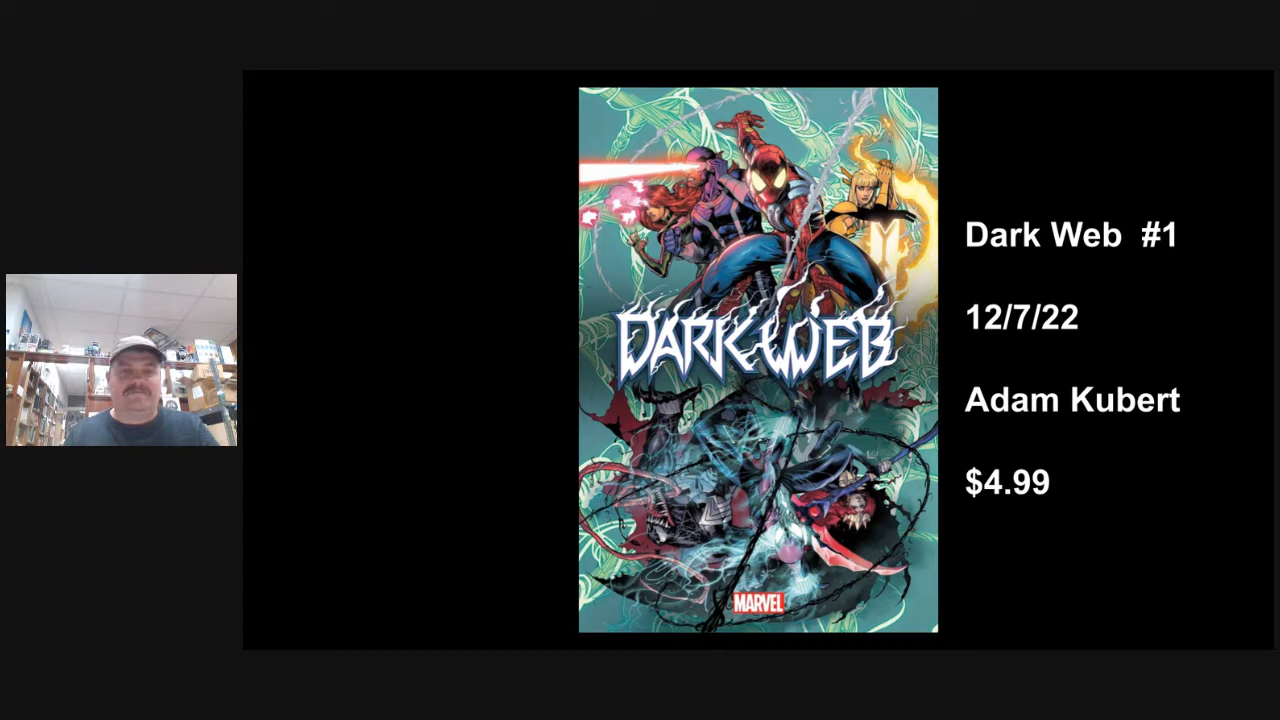 DARK WEB
MARVEL
Dark Web #1
12/7/22
Adam Kubert
$4.99